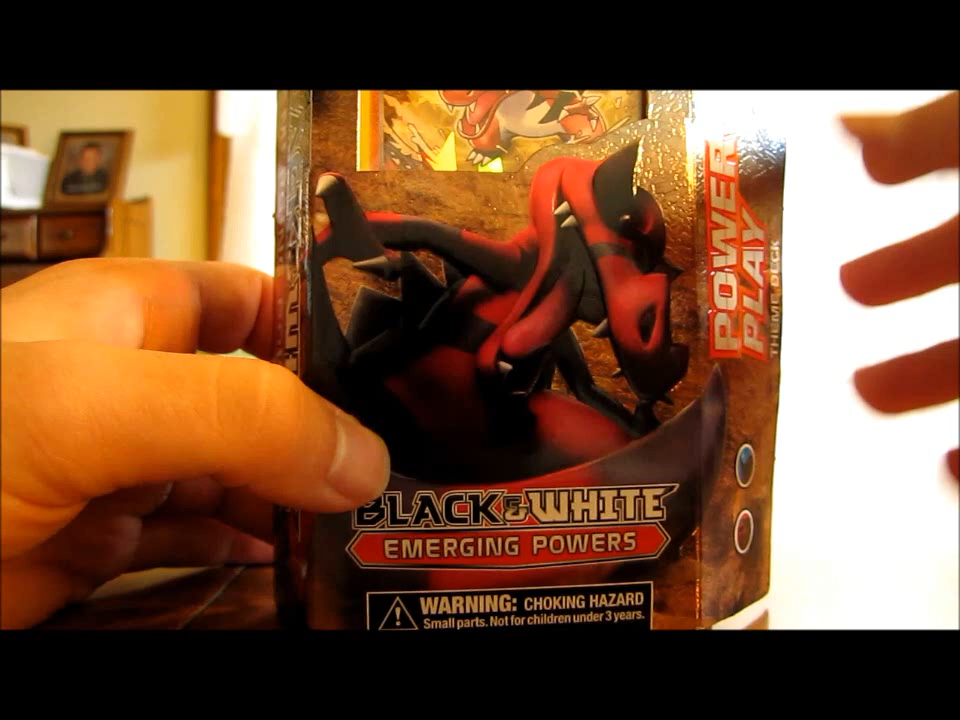 POWER
PLAY
THEME DECK
BLACK & WHITE
EMERGING POWERS
WARNING: CHOKING HAZARD
Small parts. Not for children under 3 years.